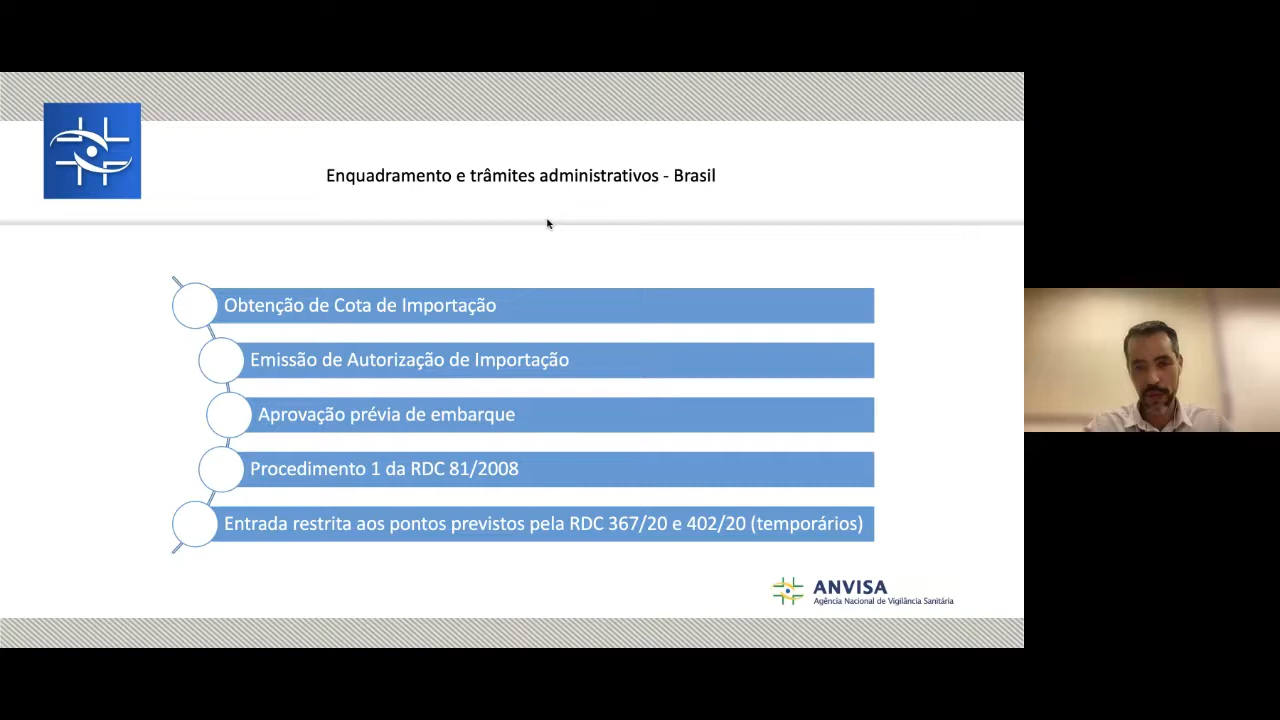 Enquadramento e trâmites administrativos - Brasil
Obtenção de Cota de Importação
Emissão de Autorização de Importação
Aprovação prévia de embarque
Procedimento 1 da RDC 81/2008
Entrada restrita aos pontos previstos pela RDC 367/20 e 402/20 (temporários)
ANVISA
Agência Nacional de Vigilância Sanitária